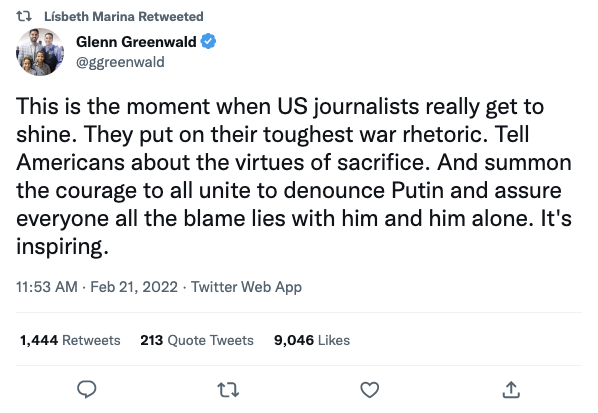 Lísbeth Marina Retweeted
Glenn Greenwald
@ggreenwald
This is the moment when US journalists really get to
shine. They put on their toughest war rhetoric. Tell
Americans about the virtues of sacrifice. And summon
the courage to all unite to denounce Putin and assure
everyone all the blame lies with him and him alone. It's
inspiring.
11:53 AM · Feb 21, 2022 · Twitter Web App
1,444 Retweets 213 Quote Tweets 9,046 Likes